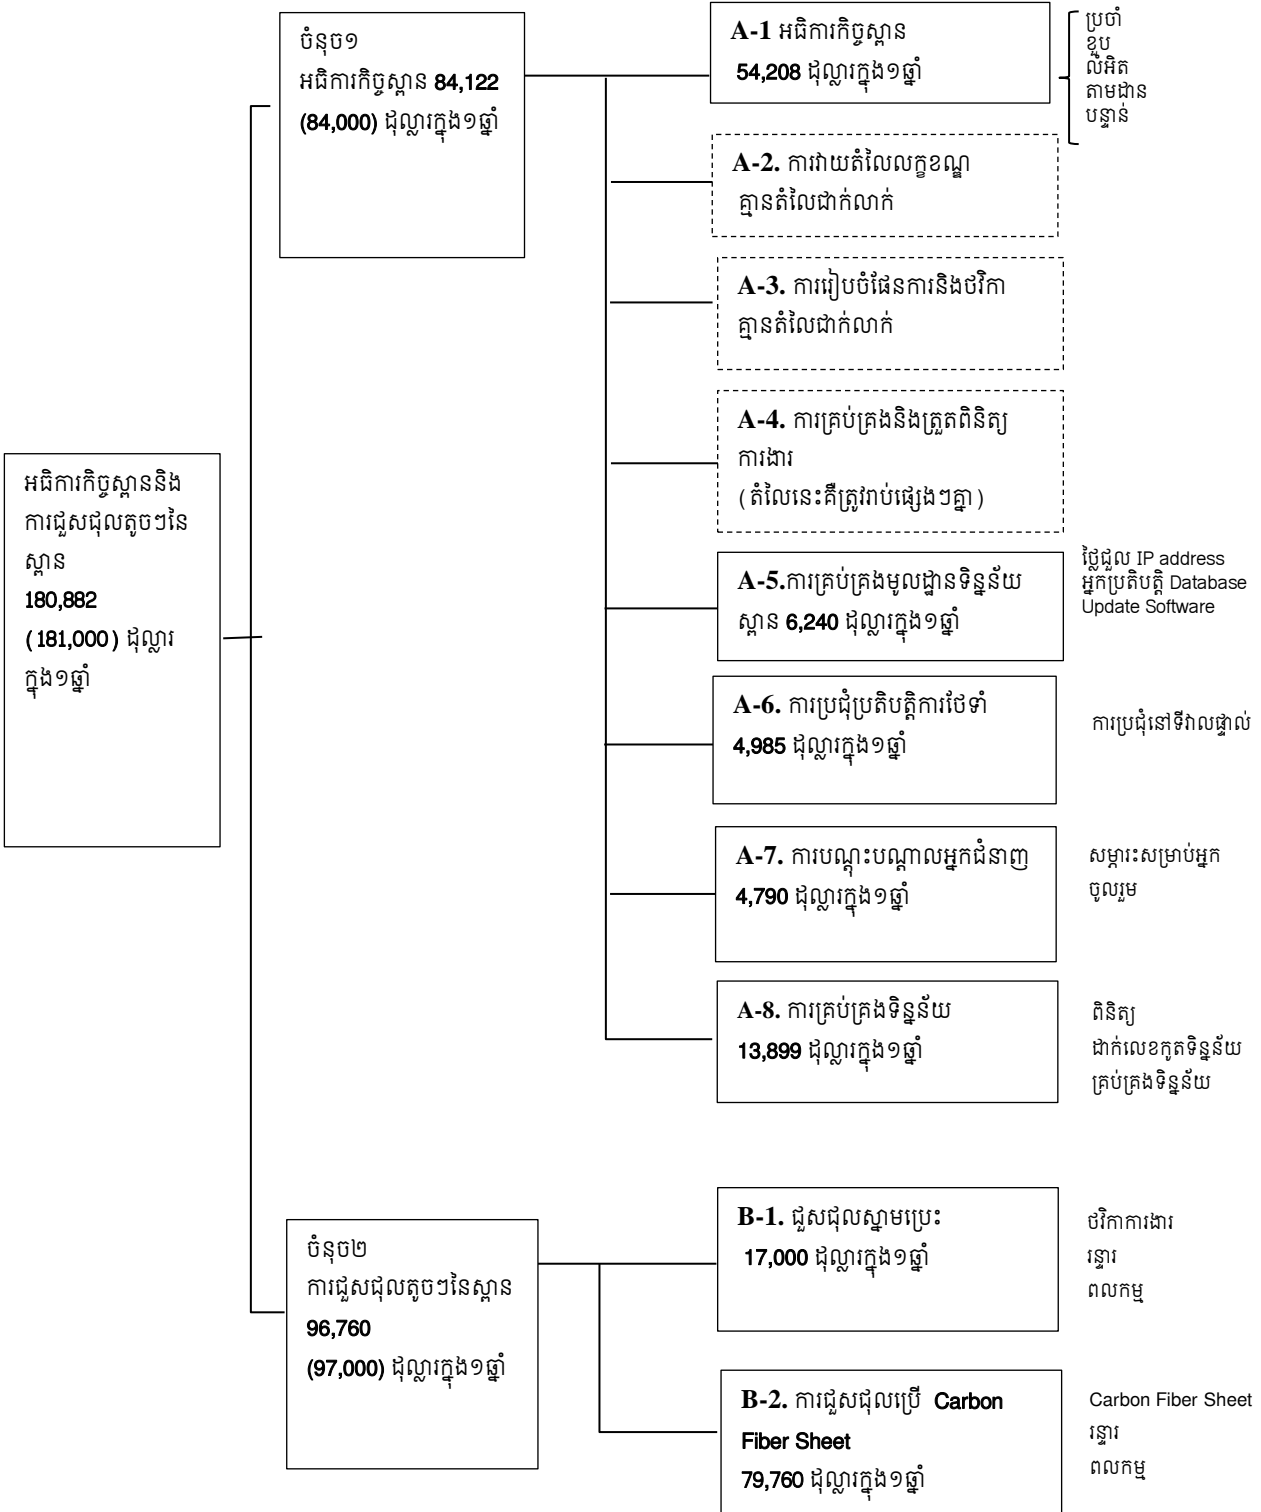 អធិការកិច្ចស្ពាននិង
ការជួសជុលតូចៗនៃ
ស្ពាន
180,882
(181,000) ដុល្លារ
ក្នុង១ឆ្នាំ
ចំនុច១
អធិការកិច្ចស្ពាន 84,122
(84,000) ដុល្លារក្នុង១ឆ្នាំ
A-1 អធិការកិច្ចស្ពាន
54,208 ដុល្លារក្នុង១ឆ្នាំ
ប្រចាំ
ខួប
លំអិត
តាមដាន
បន្ទាន់
A-2. ការវាយតំលៃលក្ខខណ្ឌ
គ្មានតំលៃជាក់លាក់
A-3. ការរៀបចំផែនការនិងថវិកា
គ្មានតំលៃជាក់លាក់
A-4. ការគ្រប់គ្រងនិងត្រួតពិនិត្យ
ការងារ
(តំលៃនេះគឺត្រូវរាប់ផ្សេងៗគ្នា)
A-5.ការគ្រប់គ្រងមូលដ្ឋានទិន្នន័យ
ស្ពាន 6,240 ដុល្លារក្នុង១ឆ្នាំ
ថ្លៃជួល IP address
អ្នកប្រតិបត្តិ Database
Update Software
A-6. ការប្រជុំប្រតិបត្តិការថែទាំ
4,985 ដុល្លារក្នុង១ឆ្នាំ
ការប្រជុំនៅទីវាលផ្ទាល់
A-7. ការបណ្តុះបណ្តាលអ្នកជំនាញ
4,790 ដុល្លារក្នុង១ឆ្នាំ
សម្ភារះសម្រាប់អ្នក
ចូលរួម
A-8. ការគ្រប់គ្រងទិន្នន័យ
13,899 ដុល្លារក្នុង១ឆ្នាំ
ពិនិត្យ
ដាក់លេខកូតទិន្នន័យ
គ្រប់គ្រងទិន្នន័យ
ចំនុច២
ការជួសជុលតូចៗនៃស្ពាន
96,760
(97,000) ដុល្លារក្នុង១ឆ្នាំ
B-1. ជួសជុលស្នាមប្រេះ
17,000 ដុល្លារក្នុង១ឆ្នាំ
ថវិកាការងារ
រន្ទារ
ពលកម្ម
B-2. ការជួសជុលប្រើ Carbon
Fiber Sheet
79,760 ដុល្លារក្នុង១ឆ្នាំ
Carbon Fiber Sheet
រន្ទារ
ពលកម្ម